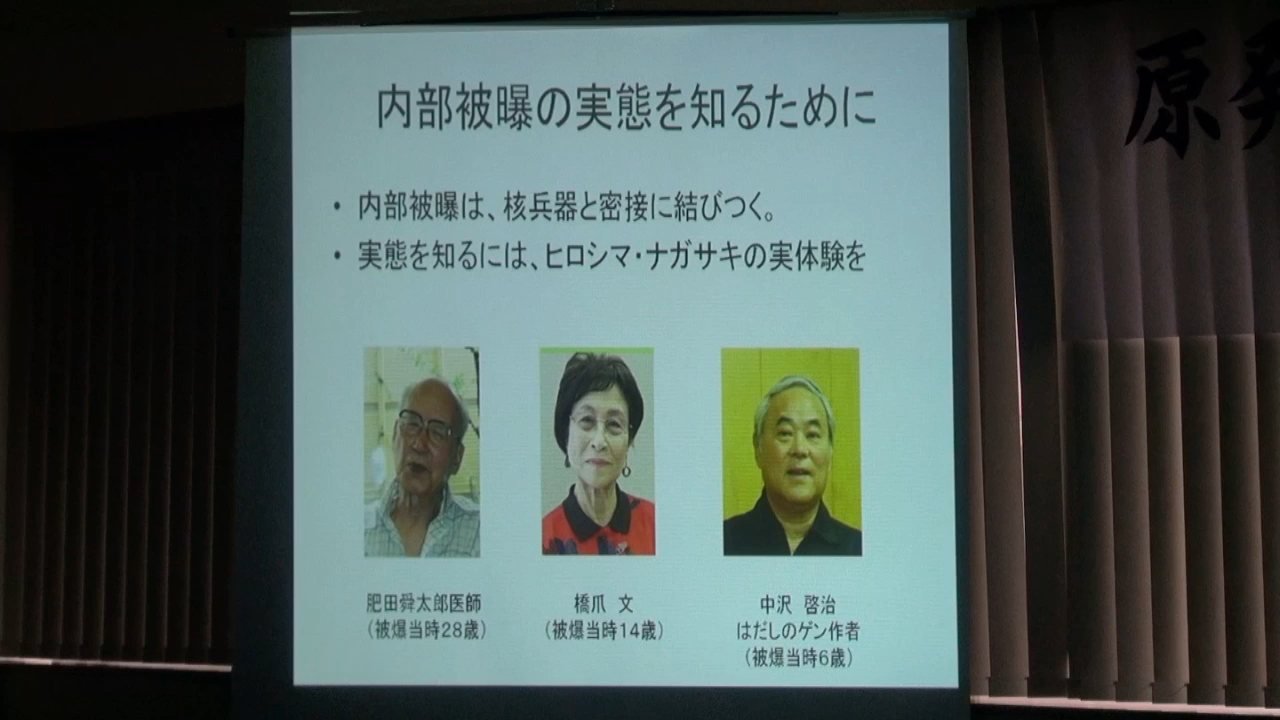 内部被曝の実態を知るために
・ 内部被曝は、核兵器と密接に結びつく。
・ 実態を知るには、ヒロシマ・ナガサキの実体験を
肥田舜太郎医師
（被爆当時28歳）
橋爪 文
（被爆当時14歳）
中沢 啓治
はだしのゲン作者
（被爆当時6歳）
原発